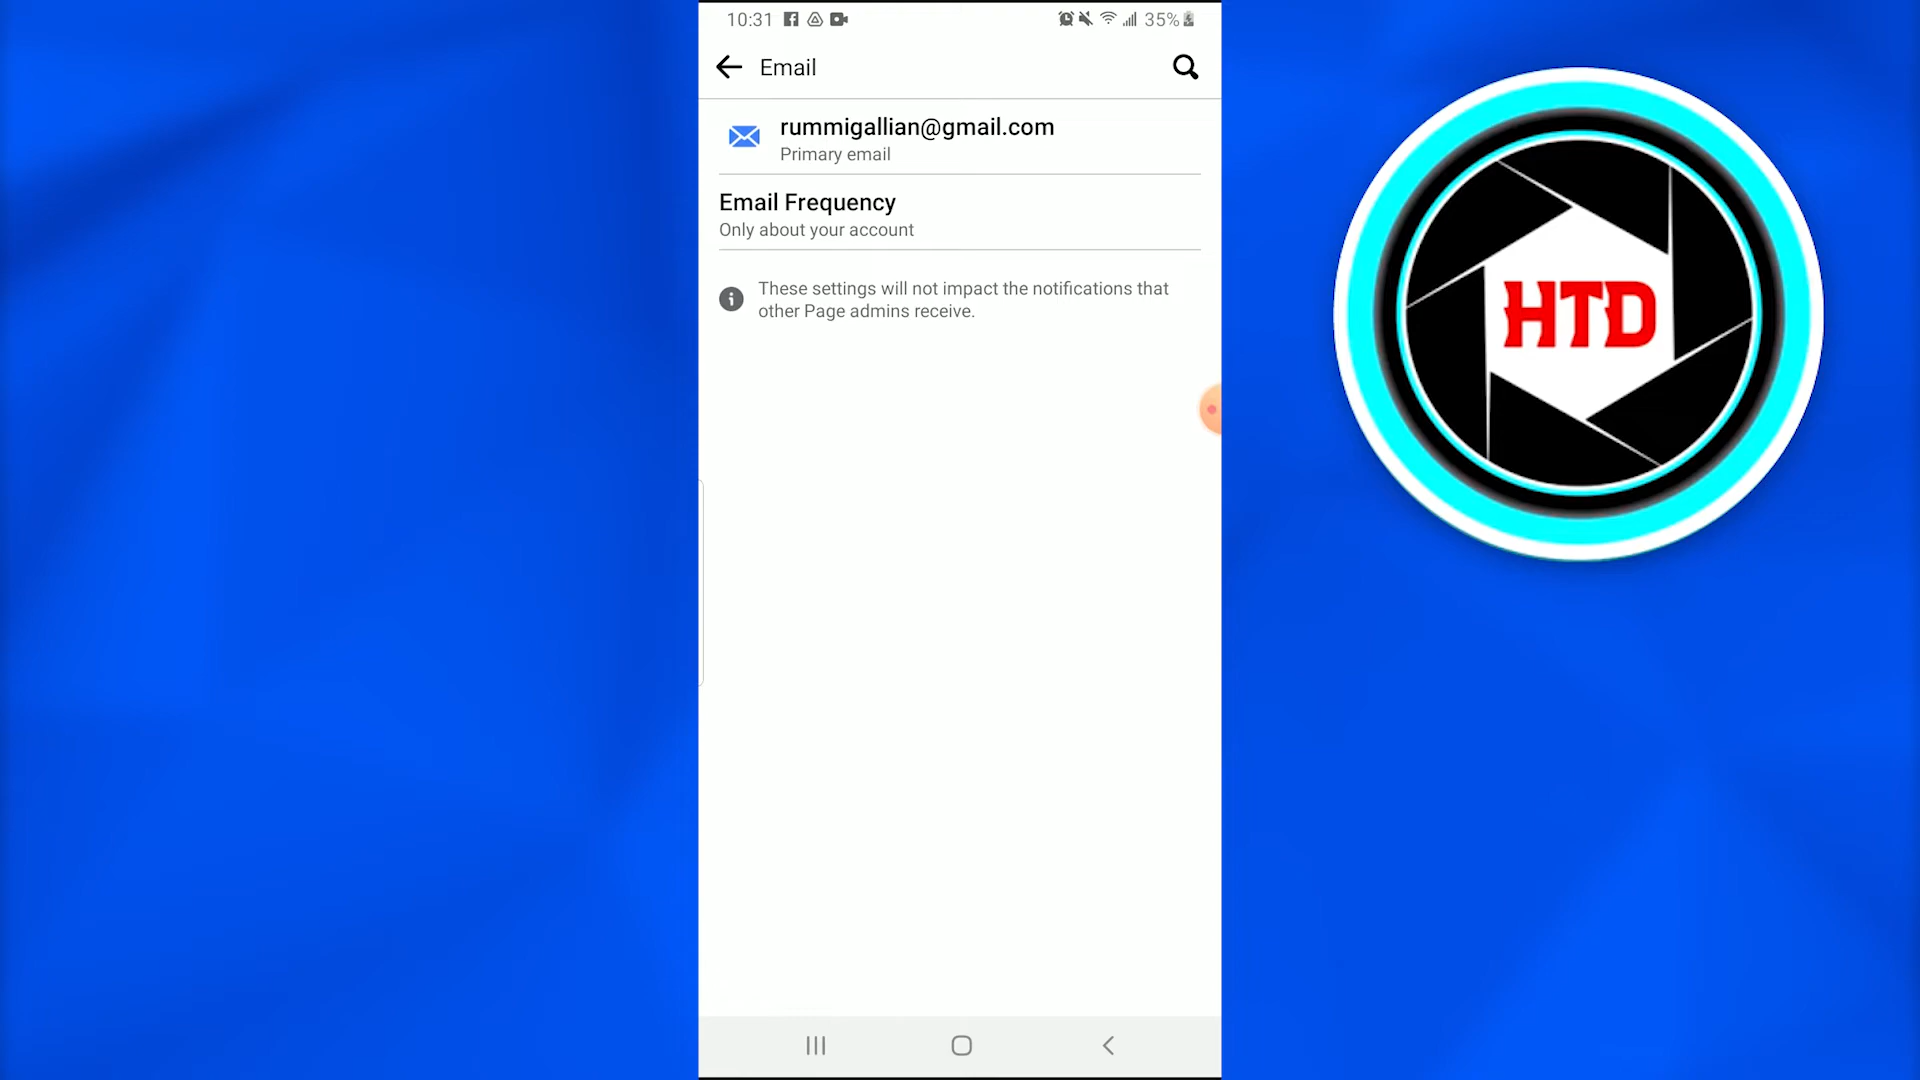 10:31
35%
Email
rummigallian@gmail.com
Primary email
Email Frequency
Only about your account
These settings will not impact the notifications that
other Page admins receive.
HTD